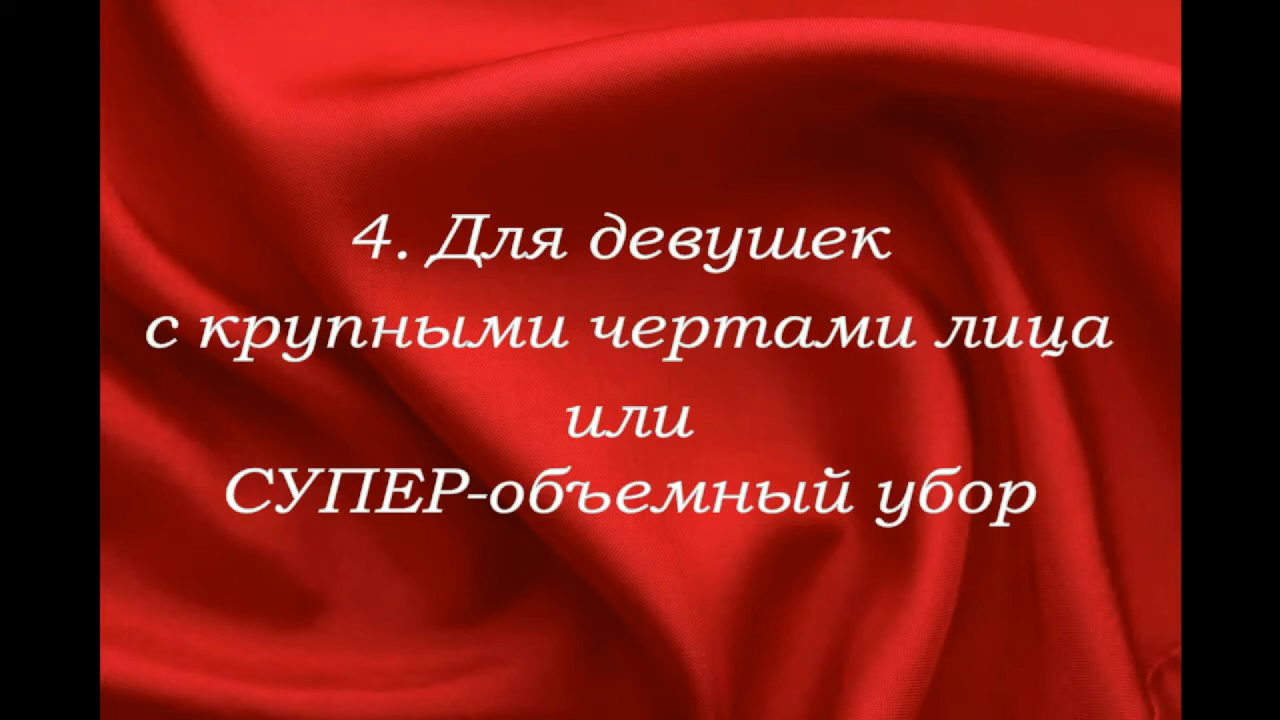 4. Для девушек
с крупными чертами лица
или
СУПЕР-объемный убор